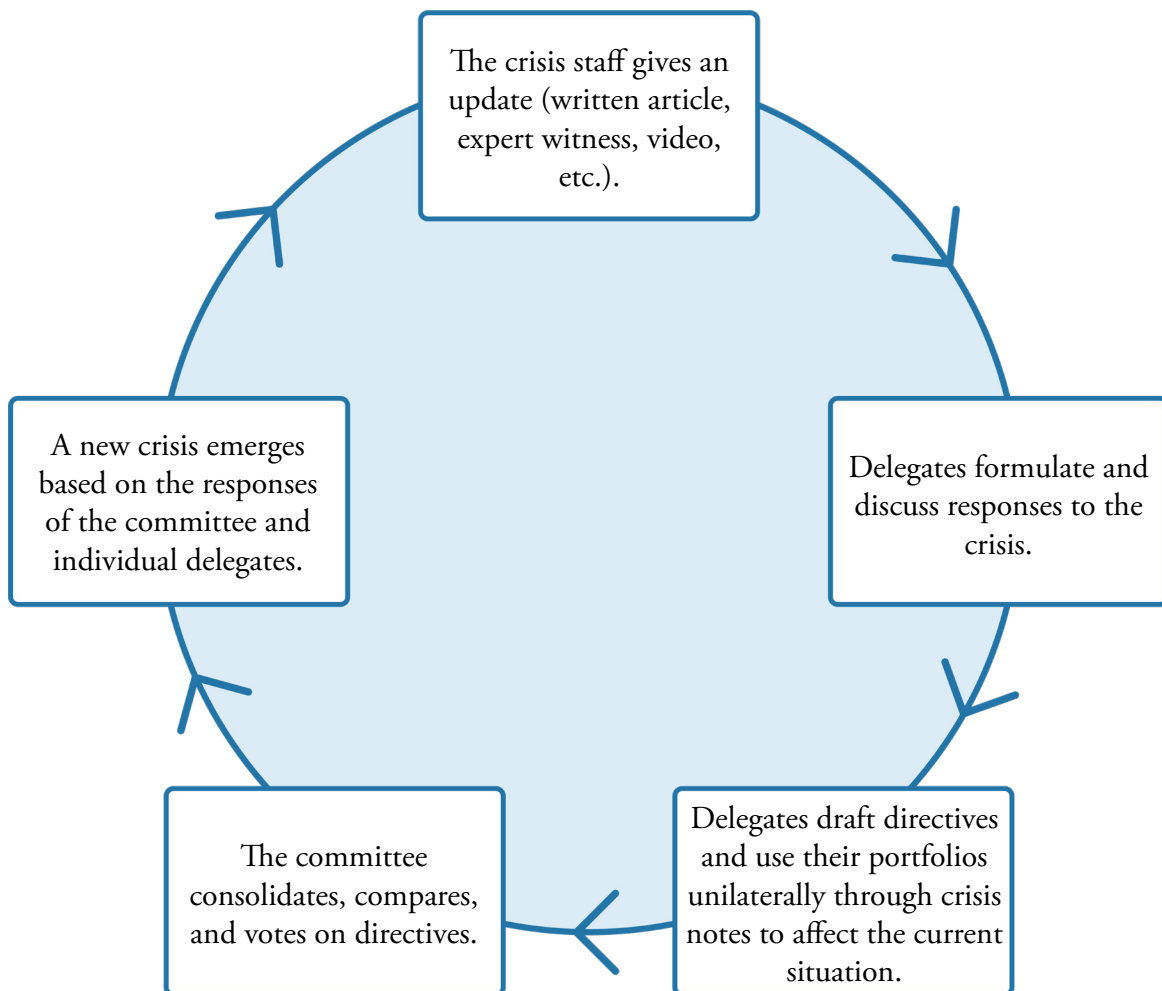 The crisis staff gives an
update (written article,
expert witness, video,
etc.).
Delegates formulate and
discuss responses to the
crisis.
Delegates draft directives
and use their portfolios
unilaterally through crisis
notes to affect the current
situation.
The committee
consolidates, compares,
and votes on directives.
A new crisis emerges
based on the responses
of the committee and
individual delegates.